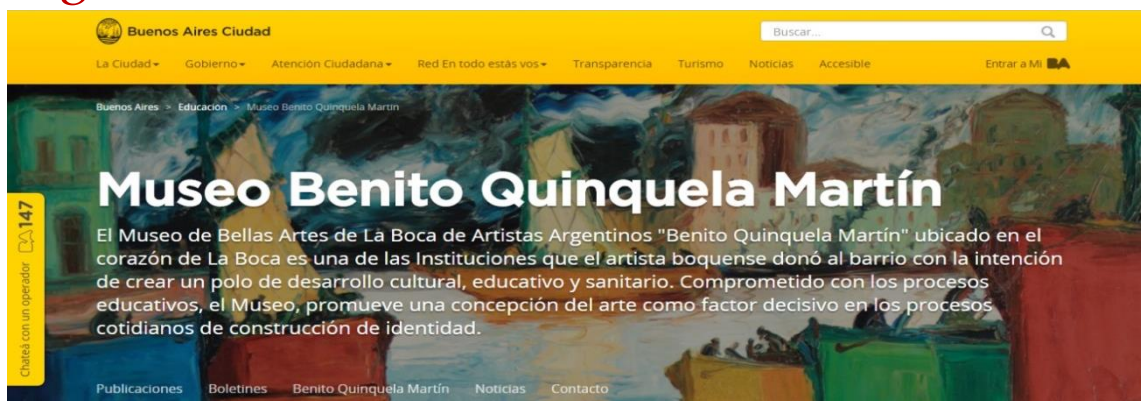 Buenos Aires Ciudad
Buscar...
La Ciudad Gobierno Atención Ciudadana Red En todo estás vos Transparencia Turismo Noticias Accesible Entrar a Mi BA
Buenos Aires > Educación > Museo Benito Quinquela Martín
Museo Benito Quinquela Martín
El Museo de Bellas Artes de La Boca de Artistas Argentinos "Benito Quinquela Martín" ubicado en el
corazón de La Boca es una de las Instituciones que el artista boquense donó al barrio con la intención
de crear un polo de desarrollo cultural, educativo y sanitario. Comprometido con los procesos
educativos, el Museo, promueve una concepción del arte como factor decisivo en los procesos
cotidianos de construcción de identidad.
Chateá con un operador BA 147
Publicaciones Boletines Benito Quinquela Martín Noticias Contacto